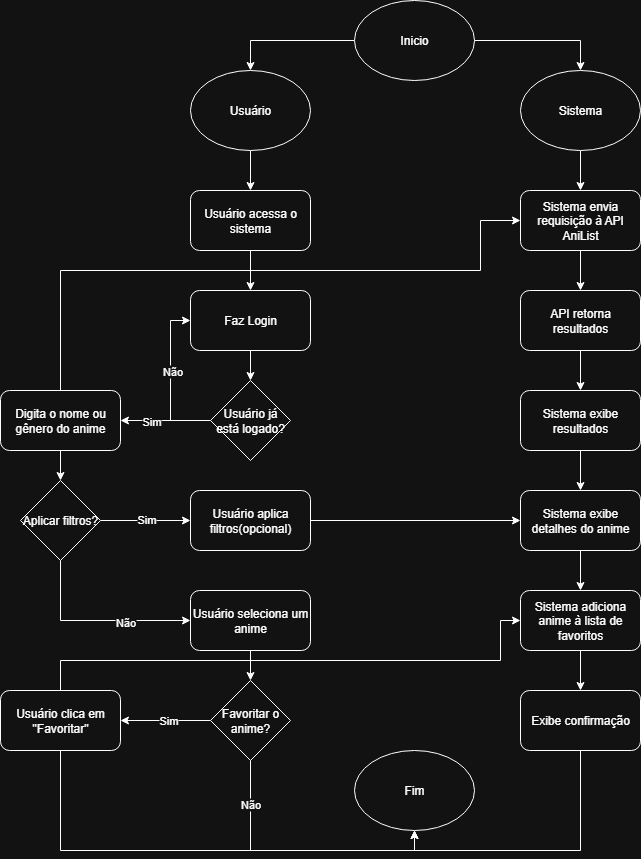 Inicio
Usuário
Sistema
Usuário acessa o
sistema
Sistema envia
requisição à API
AniList
Faz Login
API retorna
resultados
Não
Digita o nome ou
gênero do anime
Sim
Usuário já
está logado?
Sistema exibe
resultados
Aplicar filtros?
Sim
Usuário aplica
filtros(opcional)
Sistema exibe
detalhes do anime
Não
Usuário seleciona um
anime
Sistema adiciona
anime à lista de
favoritos
Usuário clica em
"Favoritar"
Sim
Favoritar o
anime?
Exibe confirmação
Não
Fim